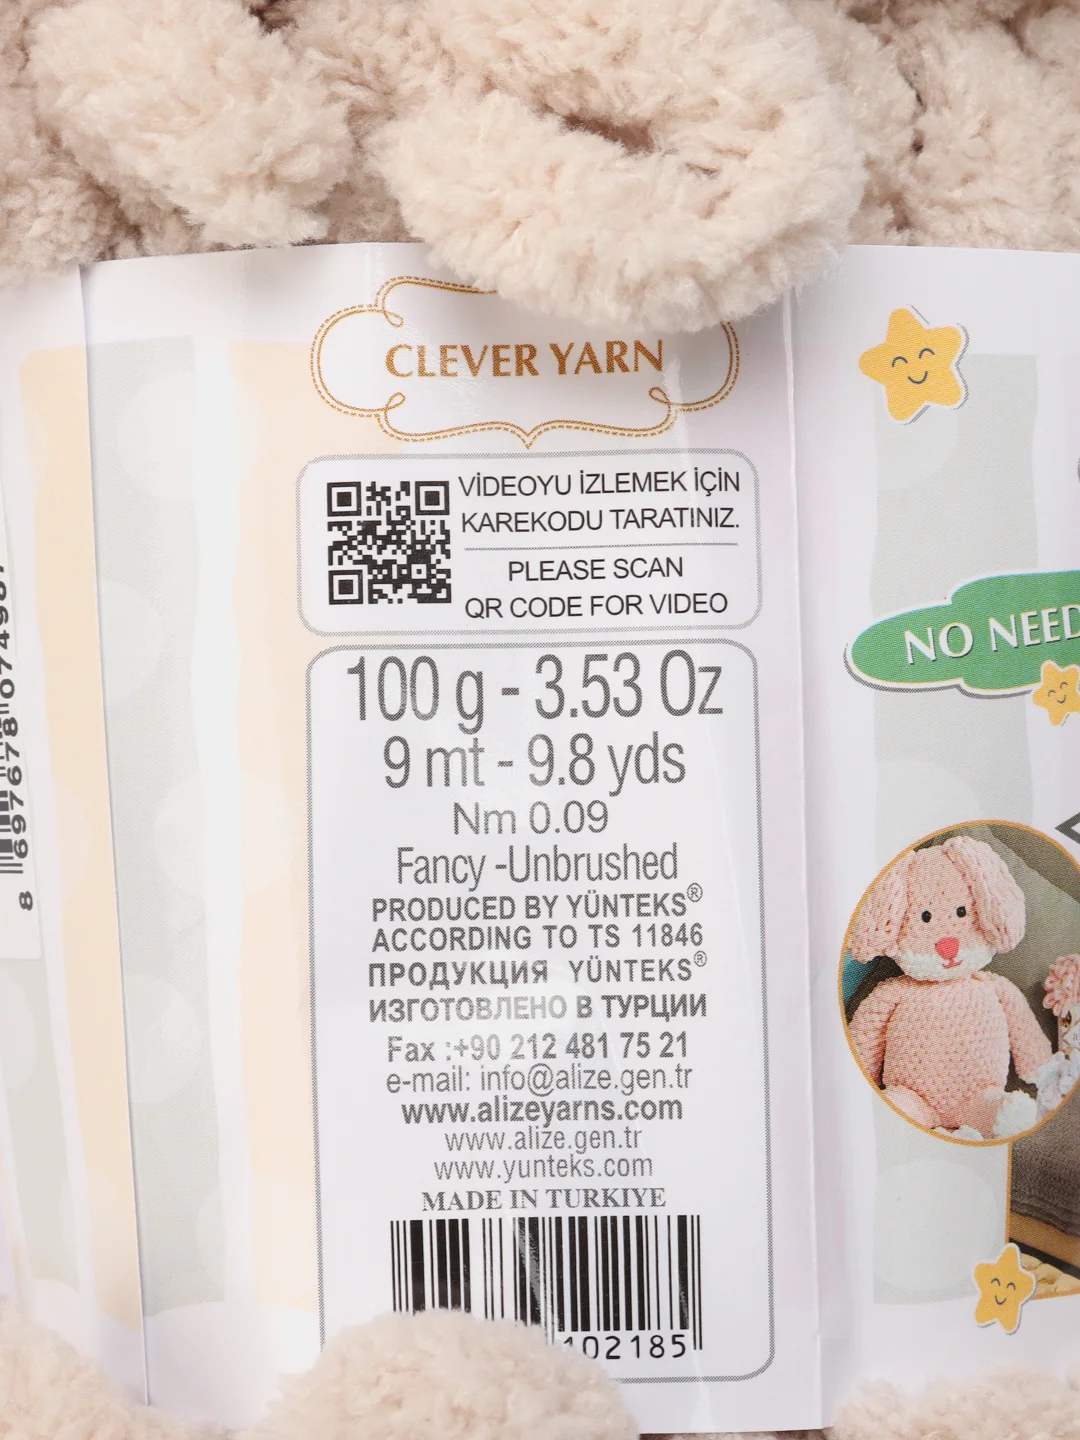 CLEVER YARN
VİDEOYU İZLEMEK İÇİN
KAREKODU TARATINIZ.
PLEASE SCAN
QR CODE FOR VIDEO
100 g - 3.53 Oz
9 mt - 9.8 yds
Nm 0.09
Fancy -Unbrushed
PRODUCED BY YÜNTEKS®
ACCORDING TO TS 11846
ПРОДУКЦИЯ YÜNTEKS®
ИЗГОТОВЛЕНО В ТУРЦИИ
Fax :+90 212 481 75 21
e-mail: info@alize.gen.tr
www.alizeyarns.com
www.alize.gen.tr
www.yunteks.com
MADE IN TURKIYE
102185
NO NEED